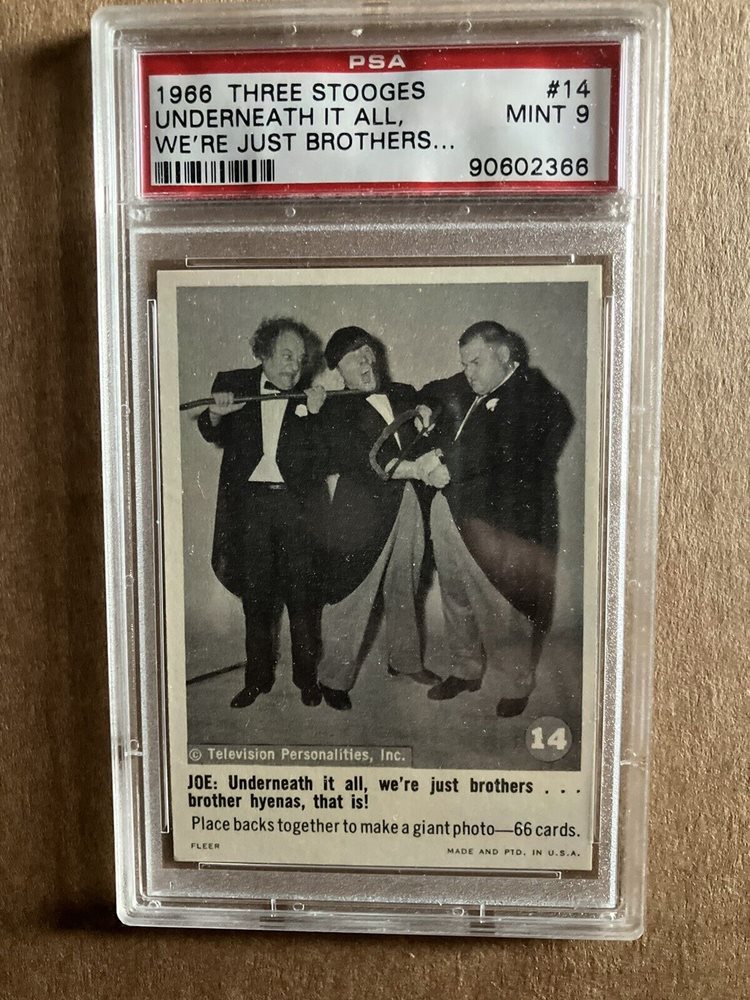 PSA
1966 THREE STOOGES #14
UNDERNEATH IT ALL, MINT 9
WE'RE JUST BROTHERS...
90602366
14
© Television Personalities, Inc.
JOE: Underneath it all, we're just brothers . . .
brother hyenas, that is!
Place backs together to make a giant photo—66 cards.
FLEER MADE AND PTD. IN U.S.A.